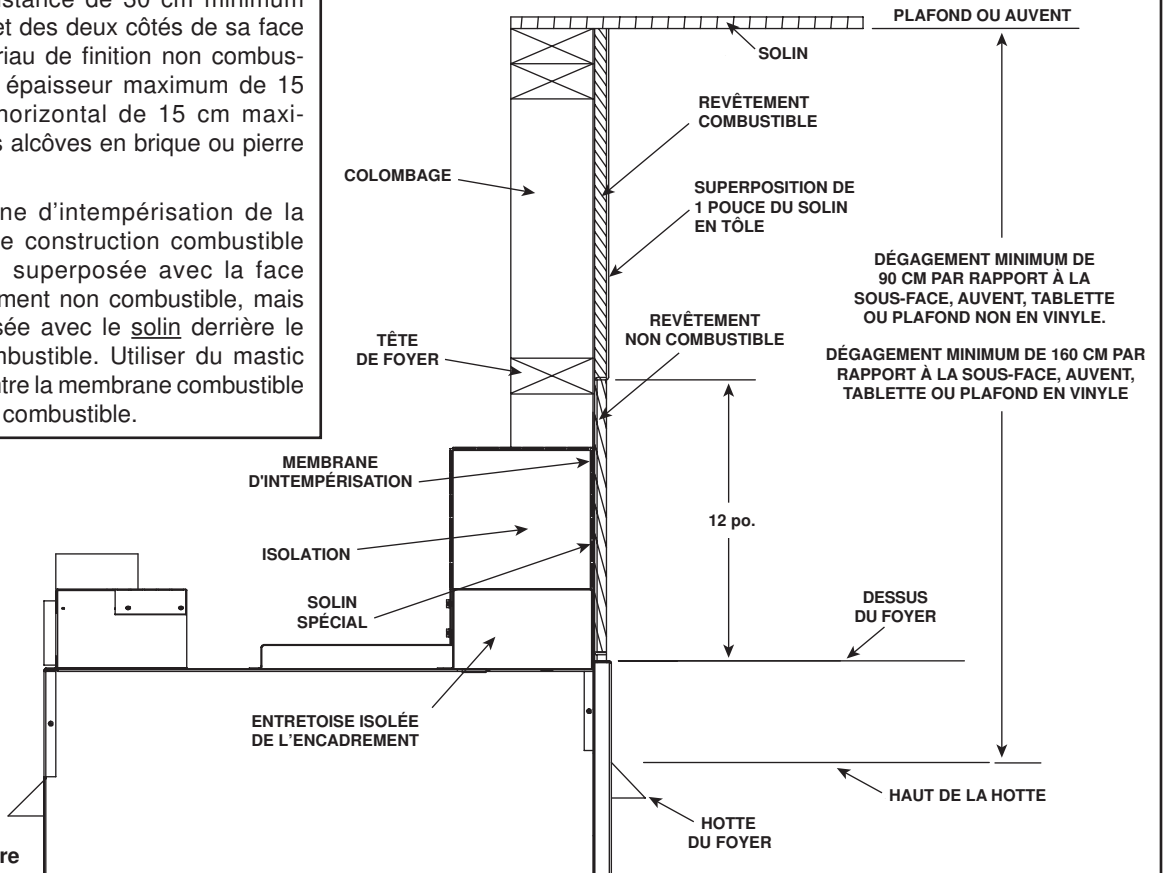 stance de 30 cm minimum
et des deux côtés de sa face
riau de finition non combus-
épaisseur maximum de 15
horizontal de 15 cm maxi-
s alcôves en brique ou pierre
ne d'intempérisation de la
e construction combustible
superposée avec la face
ment non combustible, mais
sée avec le solin derrière le
mbustible. Utiliser du mastic
ntre la membrane combustible
combustible.
PLAFOND OU AUVENT
SOLIN
REVÊTEMENT
COMBUSTIBLE
COLOMBAGE
SUPERPOSITION DE
1 POUCE DU SOLIN
EN TÔLE
DÉGAGEMENT MINIMUM DE
90 CM PAR RAPPORT À LA
SOUS-FACE, AUVENT, TABLETTE
OU PLAFOND NON EN VINYLE.
DÉGAGEMENT MINIMUM DE 160 CM PAR
RAPPORT À LA SOUS-FACE, AUVENT,
TABLETTE OU PLAFOND EN VINYLE
REVÊTEMENT
NON COMBUSTIBLE
TÊTE
DE FOYER
MEMBRANE
D'INTEMPÉRISATION
12 po.
ISOLATION
SOLIN
SPÉCIAL
DESSUS
DU FOYER
ENTRETOISE ISOLÉE
DE L'ENCADREMENT
HAUT DE LA HOTTE
HOTTE
DU FOYER
re